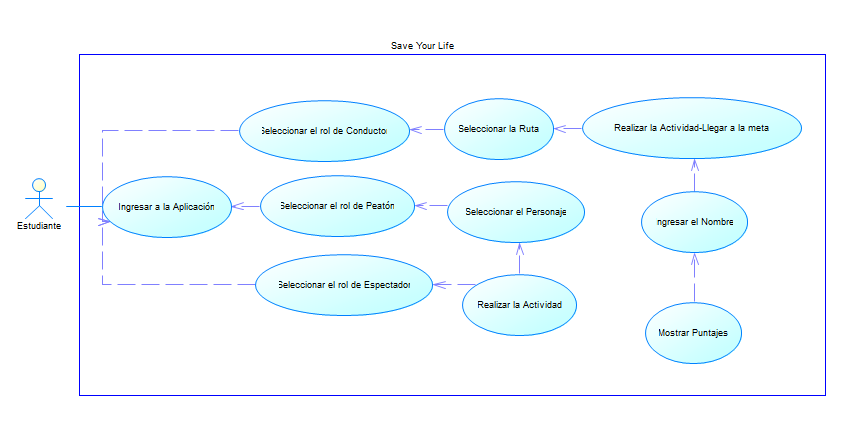 Save Your Life
Seleccionar el rol de Conductor
Seleccionar la Ruta
Realizar la Actividad-Llegar a la meta
Estudiante
Ingresar a la Aplicación
Seleccionar el rol de Peatón
Seleccionar el Personaje
Ingresar el Nombre
Seleccionar el rol de Espectador
Realizar la Actividad
Mostrar Puntajes